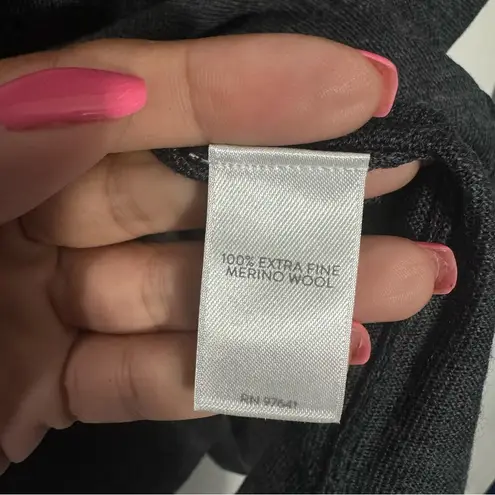 100% EXTRA FINE
MERINO WOOL
RN 97641